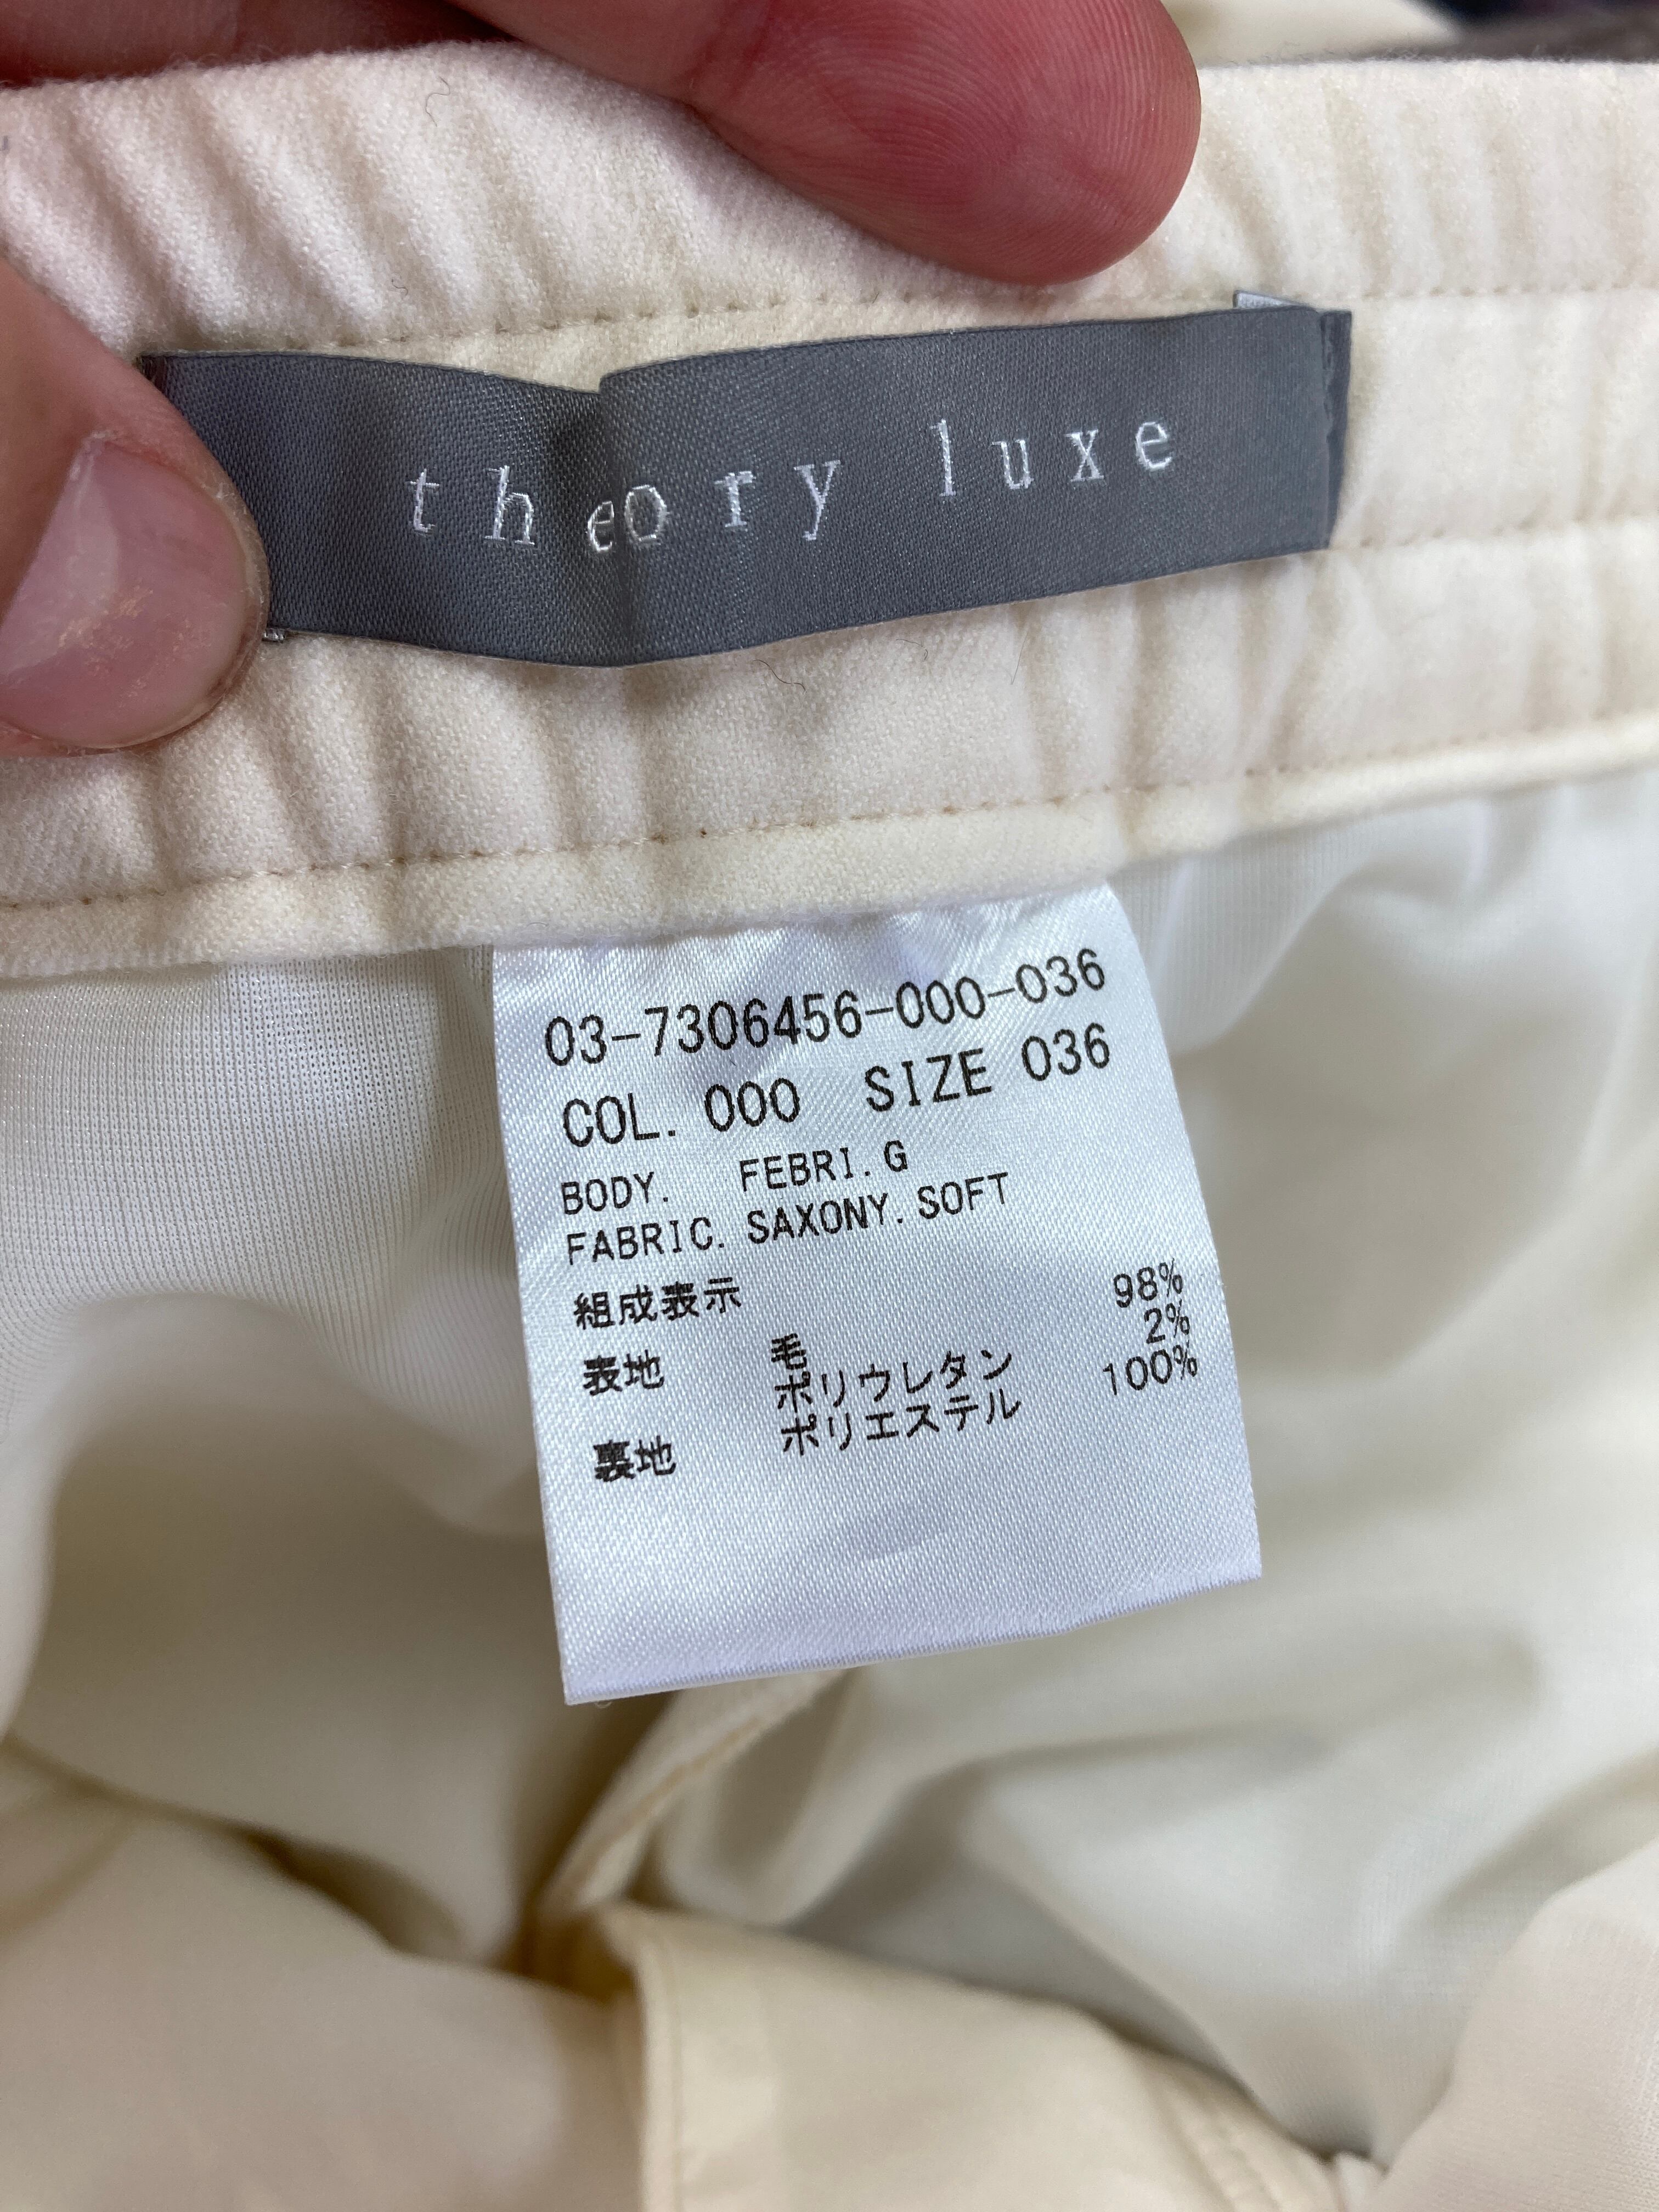 theory luxe
03-7306456-000-036
COL. 000 SIZE 036
BODY. FEBRI.G
FABRIC. SAXONY.SOFT
組成表示
表地 毛 98%
ポリウレタン 2%
裏地 ポリエステル 100%